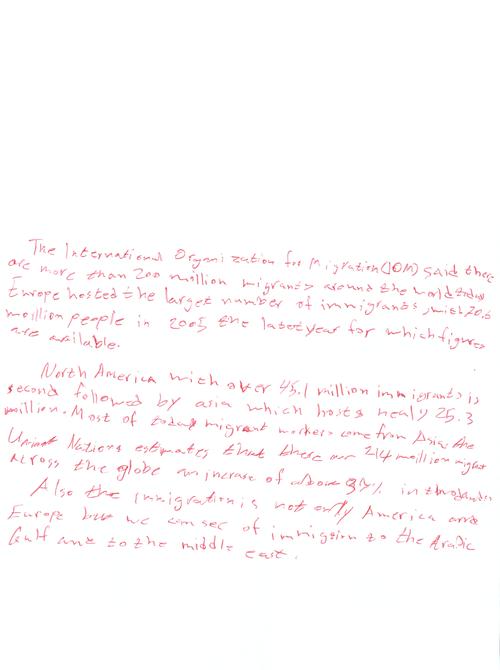 The International Organization for Migration (IOM) said there
are more than 200 million migrants around the world today
Europe hosted the larget number of immigrants, with 70.6
million people in 2005 the latest year for which figures
are available.
North America with over 45.1 million immigrants is
second followed by asia which hosts nealy 25.3
million. Most of today migrant workers come from Asia. the
United Nations estimates that there our 214 million migrant
across the globe an increase of above 37% in two
Also the immigration is not only America and
Europe but we can see of immigration to the Arabic
Gulf and to the middle east.